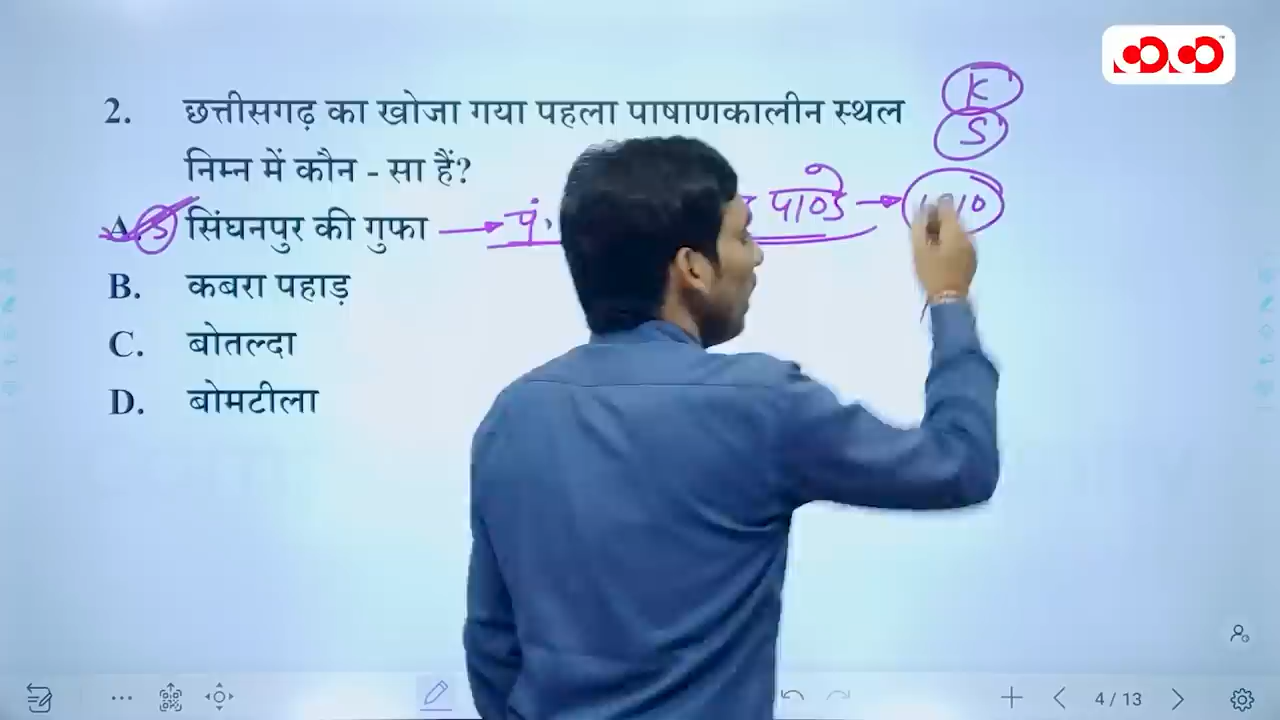 2. छत्तीसगढ़ का खोजा गया पहला पाषाणकालीन स्थल
निम्न में कौन - सा हैं?
A. सिंघनपुर की गुफा → पं. पाण्डे →
B. कबरा पहाड़
C. बोतल्दा
D. बोमटीला
K
S
4 / 13